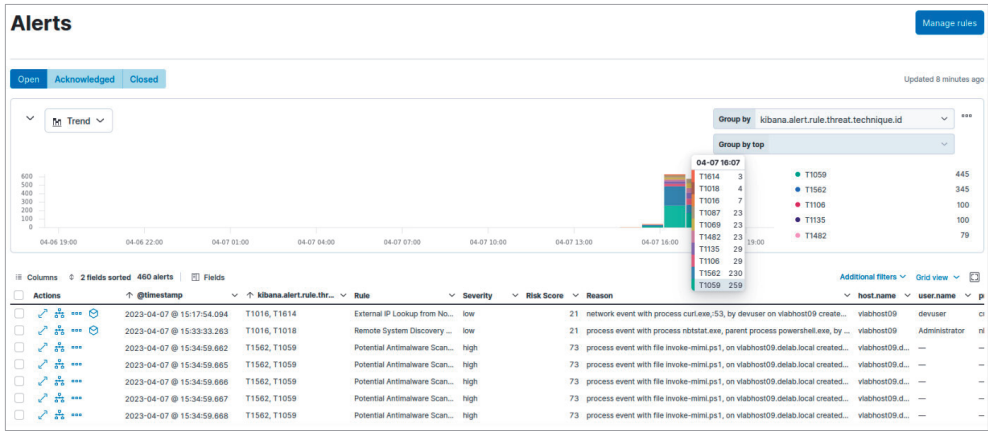 Alerts
Manage rules
Open Acknowledged Closed
Updated 8 minutes ago
Trend
Group by kibana.alert.rule.threat.technique.id
Group by top
04-07 16:07
T1614 3
T1018 4
T1016 7
T1087 23
T1069 23
T1482 23
T1135 29
T1106 29
T1562 230
T1059 259
600
500
400
300
200
100
0
04-06 19:00 04-06 22:00 04-07 01:00 04-07 04:00 04-07 07:00 04-07 10:00 04-07 13:00 04-07 16:00 19:00
T1059 445
T1562 345
T1106 100
T1135 100
T1482 79
Columns 2 fields sorted 460 alerts Fields
Additional filters Grid view
Actions @timestamp kibana.alert.rule.thr... Rule Severity Risk Score Reason host.name user.name
2023-04-07 @ 15:17:54.094 T1016, T1614 External IP Lookup from No... low 21 network event with process curl.exe,:53, by devuser on vlabhost09 create... vlabhost09 devuser
2023-04-07 @ 15:33:33.263 T1016, T1018 Remote System Discovery ... low 21 process event with process nbtstat.exe, parent process powershell.exe, by ... vlabhost09 Administrator
2023-04-07 @ 15:34:59.662 T1562, T1059 Potential Antimalware Scan... high 73 process event with file invoke-mimi.ps1, on vlabhost09.delab.local created... vlabhost09.d... —
2023-04-07 @ 15:34:59.665 T1562, T1059 Potential Antimalware Scan... high 73 process event with file invoke-mimi.ps1, on vlabhost09.delab.local created... vlabhost09.d... —
2023-04-07 @ 15:34:59.666 T1562, T1059 Potential Antimalware Scan... high 73 process event with file invoke-mimi.ps1, on vlabhost09.delab.local created... vlabhost09.d... —
2023-04-07 @ 15:34:59.667 T1562, T1059 Potential Antimalware Scan... high 73 process event with file invoke-mimi.ps1, on vlabhost09.delab.local created... vlabhost09.d... —
2023-04-07 @ 15:34:59.668 T1562, T1059 Potential Antimalware Scan... high 73 process event with file invoke-mimi.ps1, on vlabhost09.delab.local created... vlabhost09.d... —